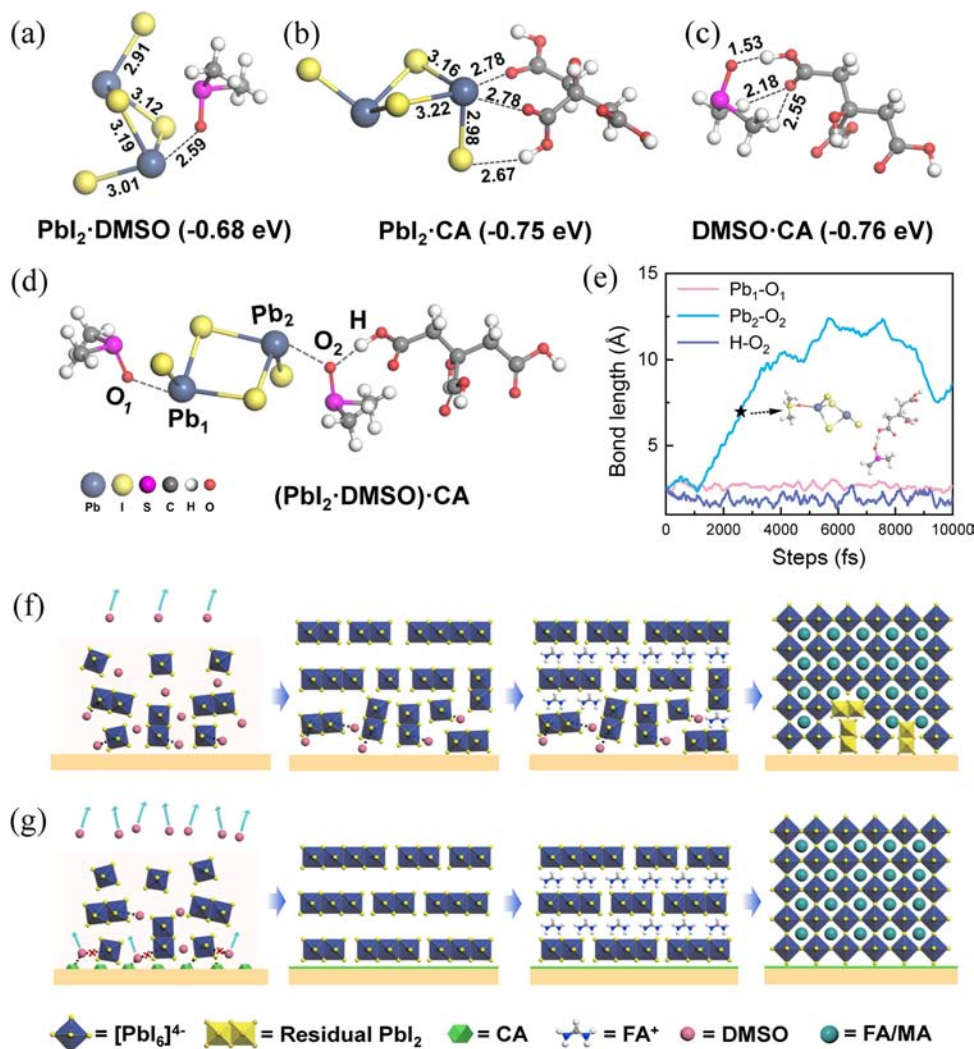 (a)
2.91
3.12
3.19
2.59
3.01
PbI₂·DMSO (-0.68 eV)
(b)
3.16
2.78
2.78
3.22
2.98
2.67
PbI₂·CA (-0.75 eV)
(c)
1.53
2.18
2.55
DMSO·CA (-0.76 eV)
(d)
Pb₂
H
O₂
O₁
Pb₁
Pb I S C H O
(PbI₂·DMSO)·CA
(e)
15
10
5
Bond length (Å)
Pb₁-O₁
Pb₂-O₂
H-O₂
0 2000 4000 6000 8000 10000
Steps (fs)
(f)
(g)
= [PbI₆]⁴⁻ = Residual PbI₂ = CA = FA⁺ = DMSO = FA/MA